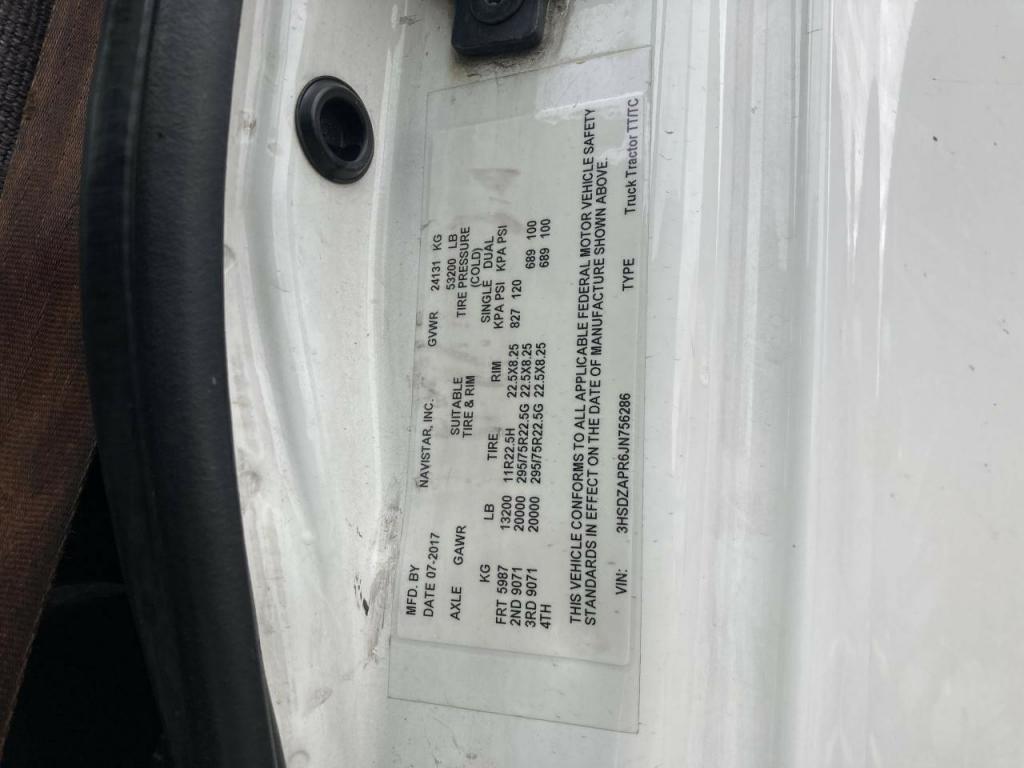 MFD. BY NAVISTAR, INC. GVWR 24131 KG
DATE 07-2017 53200 LB
AXLE GAWR SUITABLE TIRE & RIM TIRE PRESSURE (COLD)
SINGLE DUAL
KG LB TIRE RIM KPA PSI KPA PSI
FRT 5987 13200 11R22.5H 22.5X8.25 827 120
2ND 9071 20000 295/75R22.5G 22.5X8.25 689 100
3RD 9071 20000 295/75R22.5G 22.5X8.25 689 100
4TH
THIS VEHICLE CONFORMS TO ALL APPLICABLE FEDERAL MOTOR VEHICLE SAFETY
STANDARDS IN EFFECT ON THE DATE OF MANUFACTURE SHOWN ABOVE.
VIN: 3HSDZAPR6JN756286 TYPE Truck Tractor TT/TC